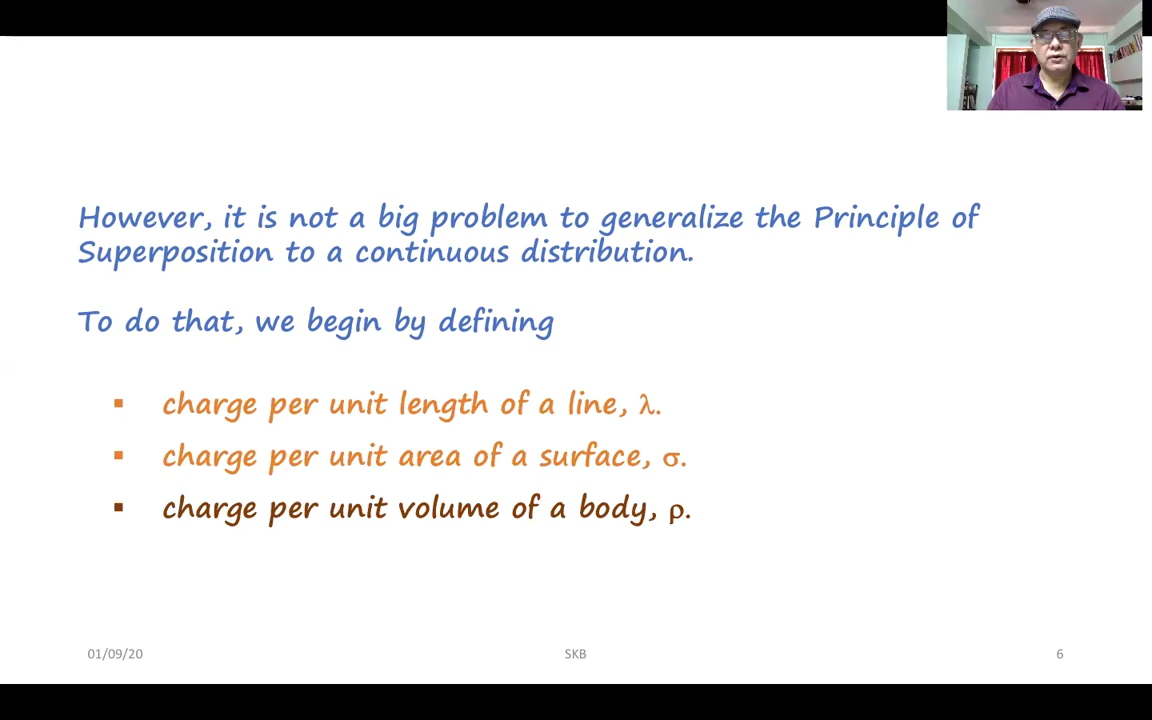 However, it is not a big problem to generalize the Principle of
Superposition to a continuous distribution.
To do that, we begin by defining
▪ charge per unit length of a line, λ.
▪ charge per unit area of a surface, σ.
▪ charge per unit volume of a body, ρ.
01/09/20 SKB 6